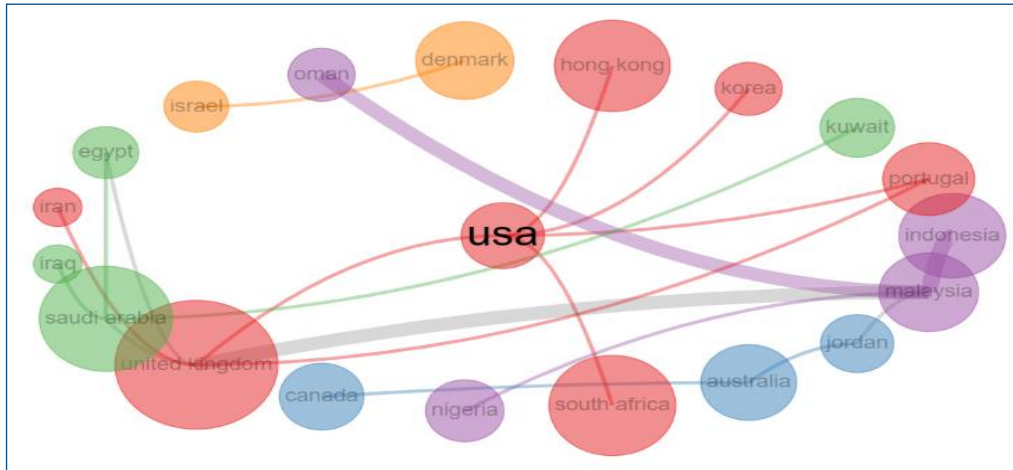 denmark
hong kong
oman
korea
israel
kuwait
egypt
portugal
iran
usa
indonesia
iraq
malaysia
saudi arabia
jordan
united kingdom
australia
canada
south africa
nigeria